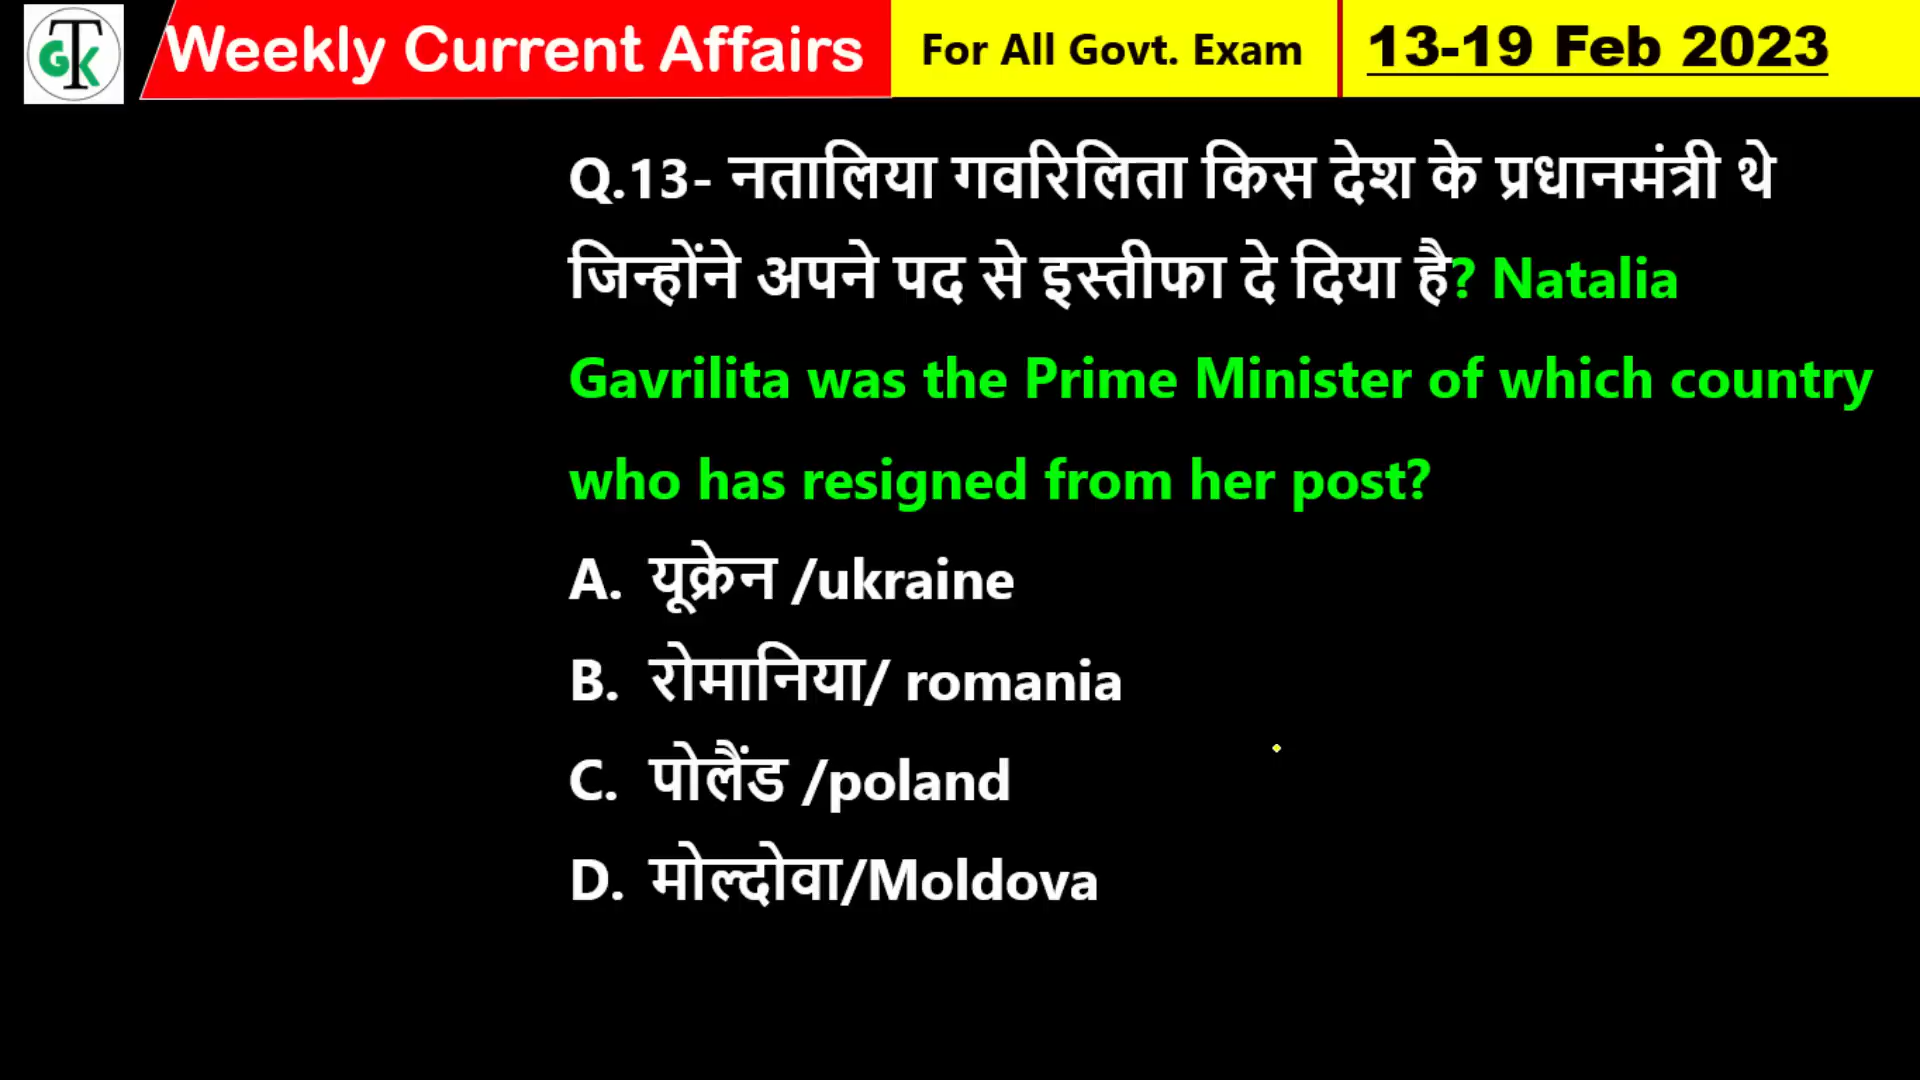 GTK
Weekly Current Affairs
For All Govt. Exam
13-19 Feb 2023
Q.13- नतालिया गवरिलिता किस देश के प्रधानमंत्री थे
जिन्होंने अपने पद से इस्तीफा दे दिया है? Natalia
Gavrilita was the Prime Minister of which country
who has resigned from her post?
A. यूक्रेन /ukraine
B. रोमानिया/ romania
C. पोलैंड /poland
D. मोल्दोवा/Moldova